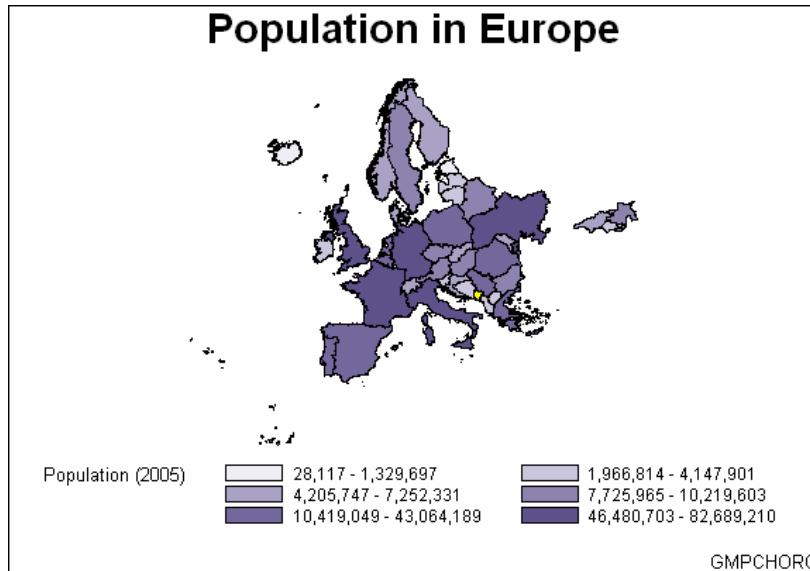 Population in Europe
Population (2005) 28,117 - 1,329,697 1,966,814 - 4,147,901
4,205,747 - 7,252,331 7,725,965 - 10,219,603
10,419,049 - 43,064,189 46,480,703 - 82,689,210
GMPCHORO